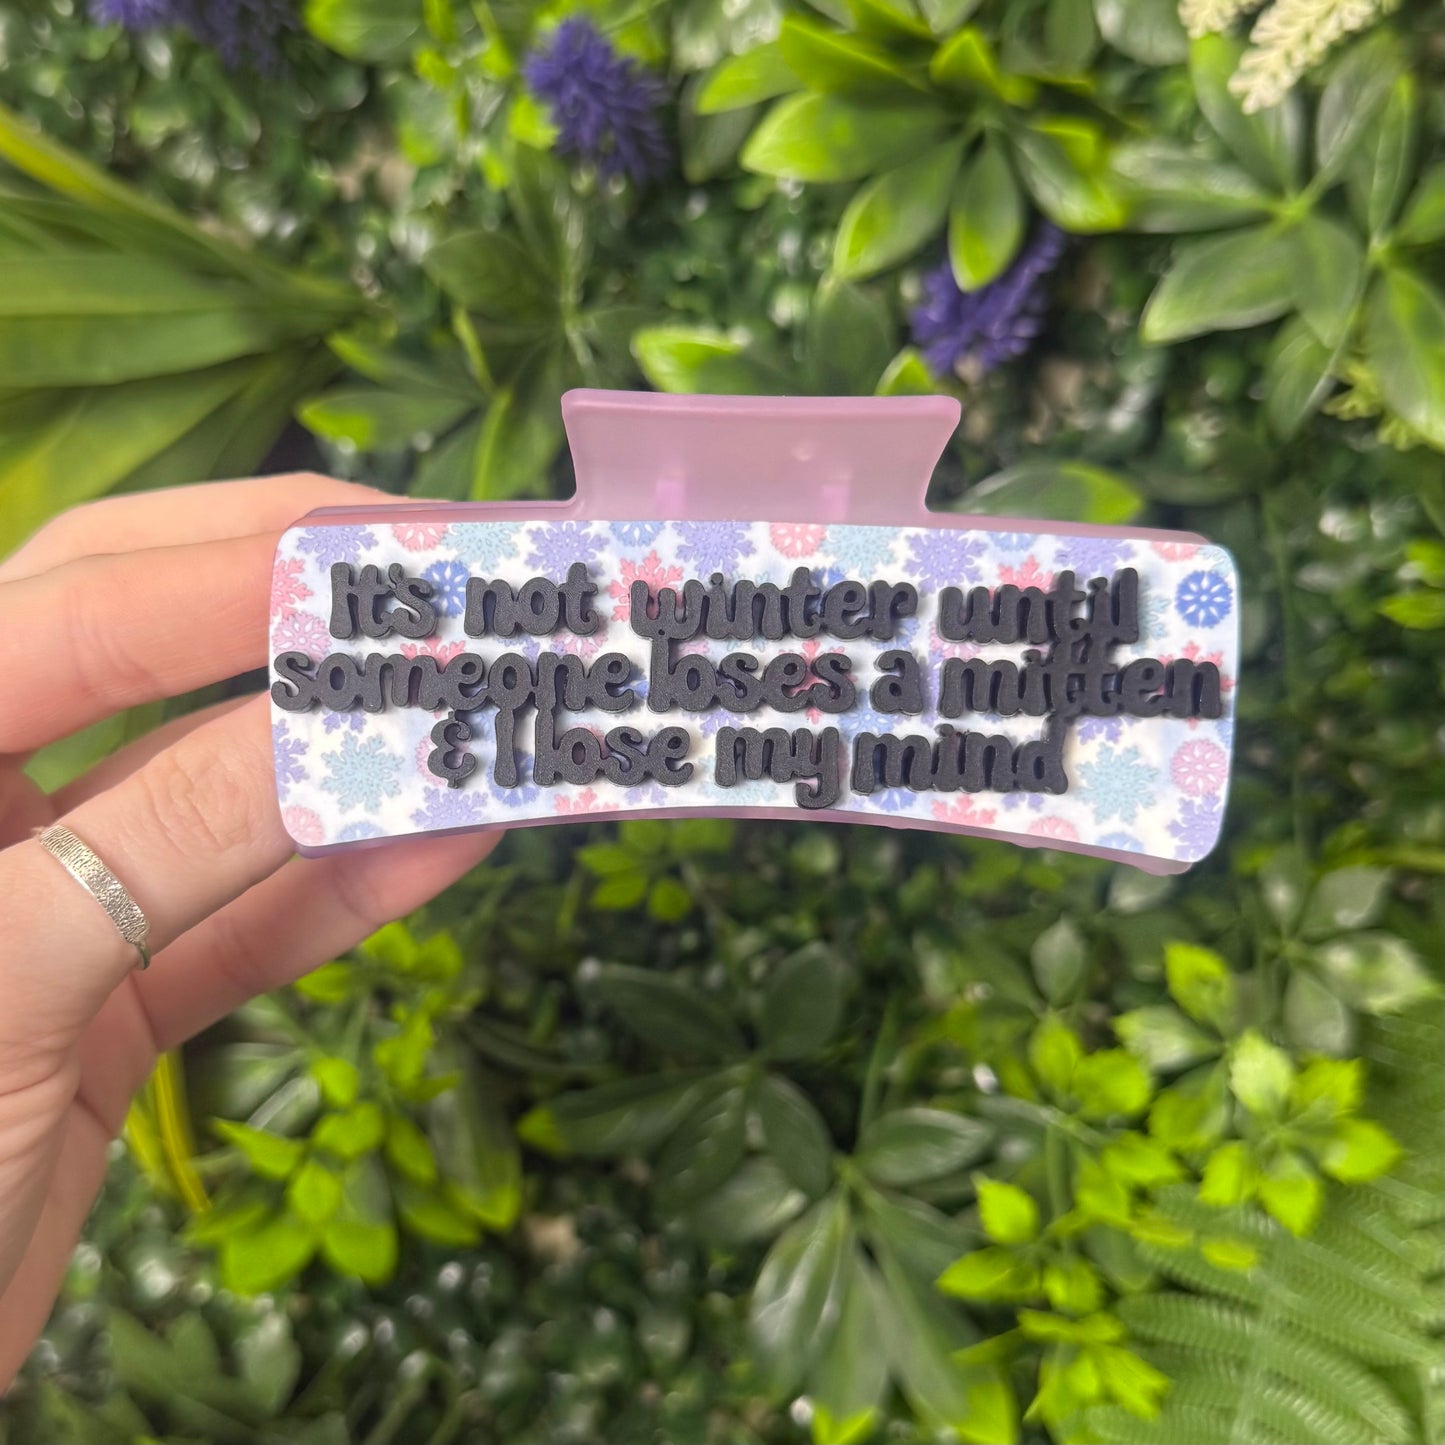 It's not winter until
someone loses a mitten
& I lose my mind